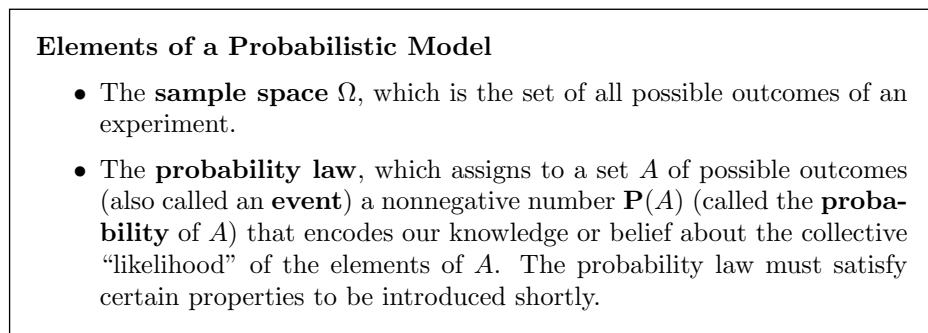 Elements of a Probabilistic Model
• The sample space Ω, which is the set of all possible outcomes of an
experiment.
• The probability law, which assigns to a set A of possible outcomes
(also called an event) a nonnegative number P(A) (called the proba-
bility of A) that encodes our knowledge or belief about the collective
“likelihood” of the elements of A. The probability law must satisfy
certain properties to be introduced shortly.